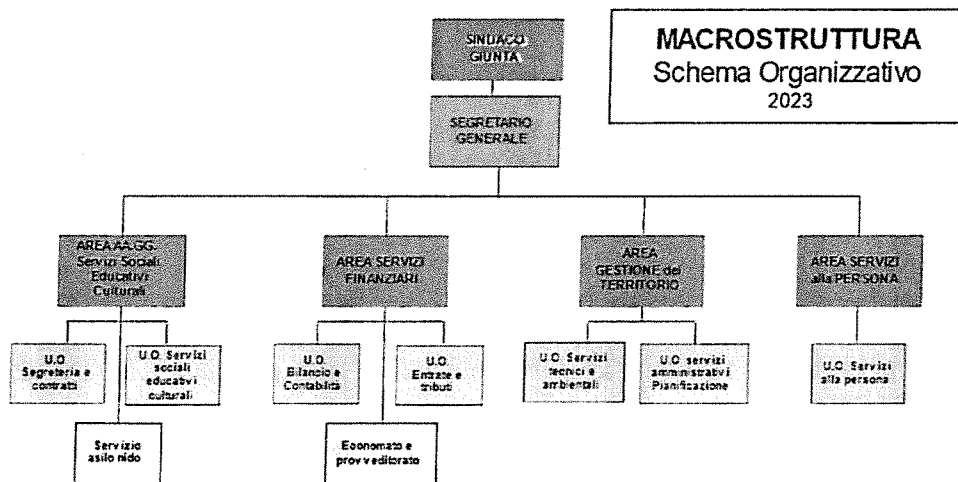 MACROSTRUTTURA
Schema Organizzativo
2023
SINDACO
GIUNTA
SEGRETARIO
GENERALE
AREA AA.GG.
Servizi Sociali
Educativi
Culturali
AREA SERVIZI
FINANZIARI
AREA
GESTIONE del
TERRITORIO
AREA SERVIZI
alla PERSONA
U.O.
Segreteria e
contratti
U.O. Servizi
sociali
educativi
culturali
U.O.
Bilancio e
Contabilità
U.O.
Entrate e
tributi
U.O. Servizi
tecnici e
ambientali
U.O. servizi
amministrativi
Pianificazione
U.O. Servizi
alla persona
Servizio
asilo nido
Economato e
provveditorato